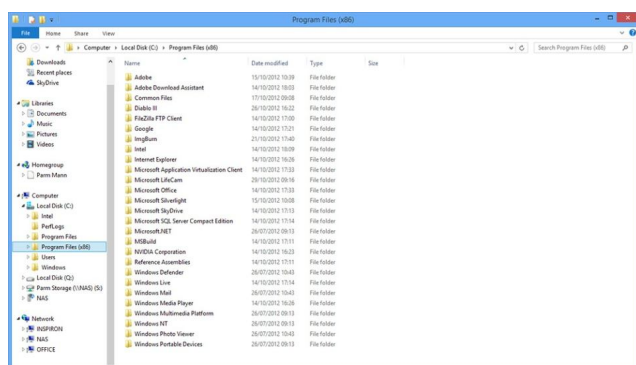 Program Files (x86)
File Home Share View
Computer Local Disk (C:) Program Files (x86)
Search Program Files (x86)
Name Date modified Type Size
Downloads
Recent places
SkyDrive
Libraries
Documents
Music
Pictures
Videos
Homegroup
Parm Mann
Computer
Local Disk (C:)
Intel
PerfLogs
Program Files
Program Files (x86)
Users
Windows
Local Disk (Q:)
Parm Storage (\\NAS) (S:)
NAS
Network
INSPIRON
NAS
OFFICE
Adobe 15/10/2012 10:39 File folder
Adobe Download Assistant 14/10/2012 18:03 File folder
Common Files 17/10/2012 09:08 File folder
Diablo III 28/10/2012 16:22 File folder
FileZilla FTP Client 14/10/2012 17:00 File folder
Google 14/10/2012 17:21 File folder
ImgBurn 21/10/2012 17:40 File folder
Intel 14/10/2012 18:09 File folder
Internet Explorer 14/10/2012 16:26 File folder
Microsoft Application Virtualization Client 14/10/2012 17:33 File folder
Microsoft LifeCam 29/10/2012 09:16 File folder
Microsoft Office 14/10/2012 17:33 File folder
Microsoft Silverlight 15/10/2012 10:08 File folder
Microsoft SkyDrive 14/10/2012 17:13 File folder
Microsoft SQL Server Compact Edition 14/10/2012 17:14 File folder
Microsoft.NET 26/07/2012 09:13 File folder
MSBuild 14/10/2012 17:11 File folder
NVIDIA Corporation 14/10/2012 16:23 File folder
Reference Assemblies 14/10/2012 17:11 File folder
Windows Defender 26/07/2012 10:43 File folder
Windows Live 14/10/2012 17:14 File folder
Windows Mail 26/07/2012 10:43 File folder
Windows Media Player 14/10/2012 16:26 File folder
Windows Multimedia Platform 26/07/2012 09:13 File folder
Windows NT 26/07/2012 09:13 File folder
Windows Photo Viewer 26/07/2012 10:43 File folder
Windows Portable Devices 26/07/2012 09:13 File folder